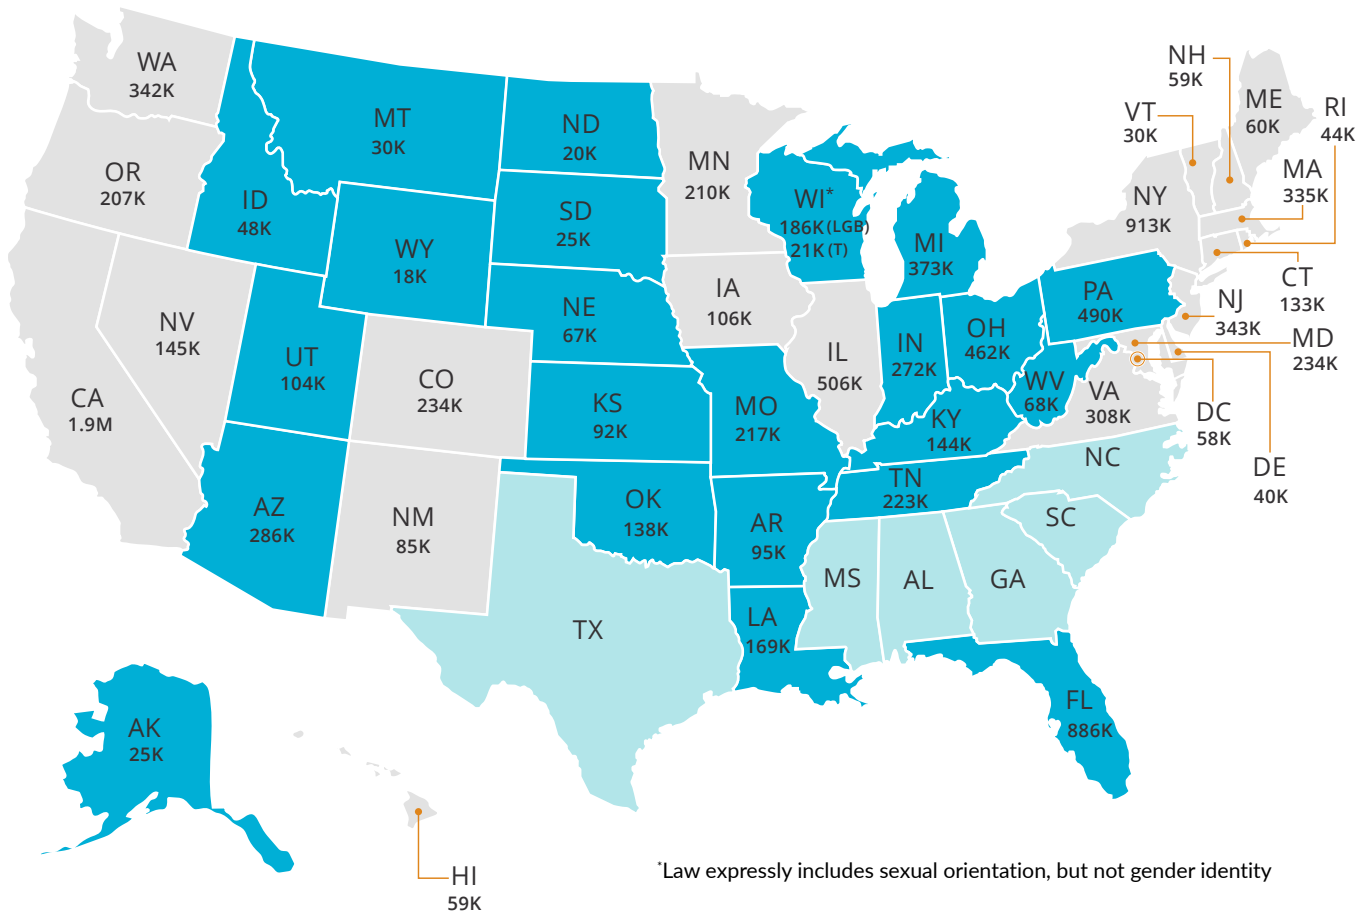 WA
342K
OR
207K
CA
1.9M
NV
145K
ID
48K
MT
30K
WY
18K
UT
104K
CO
234K
AZ
286K
NM
85K
ND
20K
SD
25K
NE
67K
KS
92K
OK
138K
TX
MN
210K
IA
106K
MO
217K
AR
95K
LA
169K
WI*
186K (LGB)
21K (T)
IL
506K
MI
373K
IN
272K
OH
462K
KY
144K
TN
223K
MS
AL
GA
SC
NC
FL
886K
WV
68K
VA
308K
PA
490K
NY
913K
VT
30K
NH
59K
ME
60K
RI
44K
MA
335K
CT
133K
NJ
343K
MD
234K
DC
58K
DE
40K
AK
25K
HI
59K
*Law expressly includes sexual orientation, but not gender identity